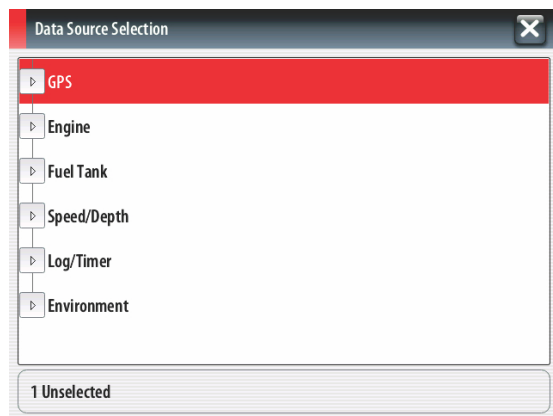 Data Source Selection
GPS
Engine
Fuel Tank
Speed/Depth
Log/Timer
Environment
1 Unselected